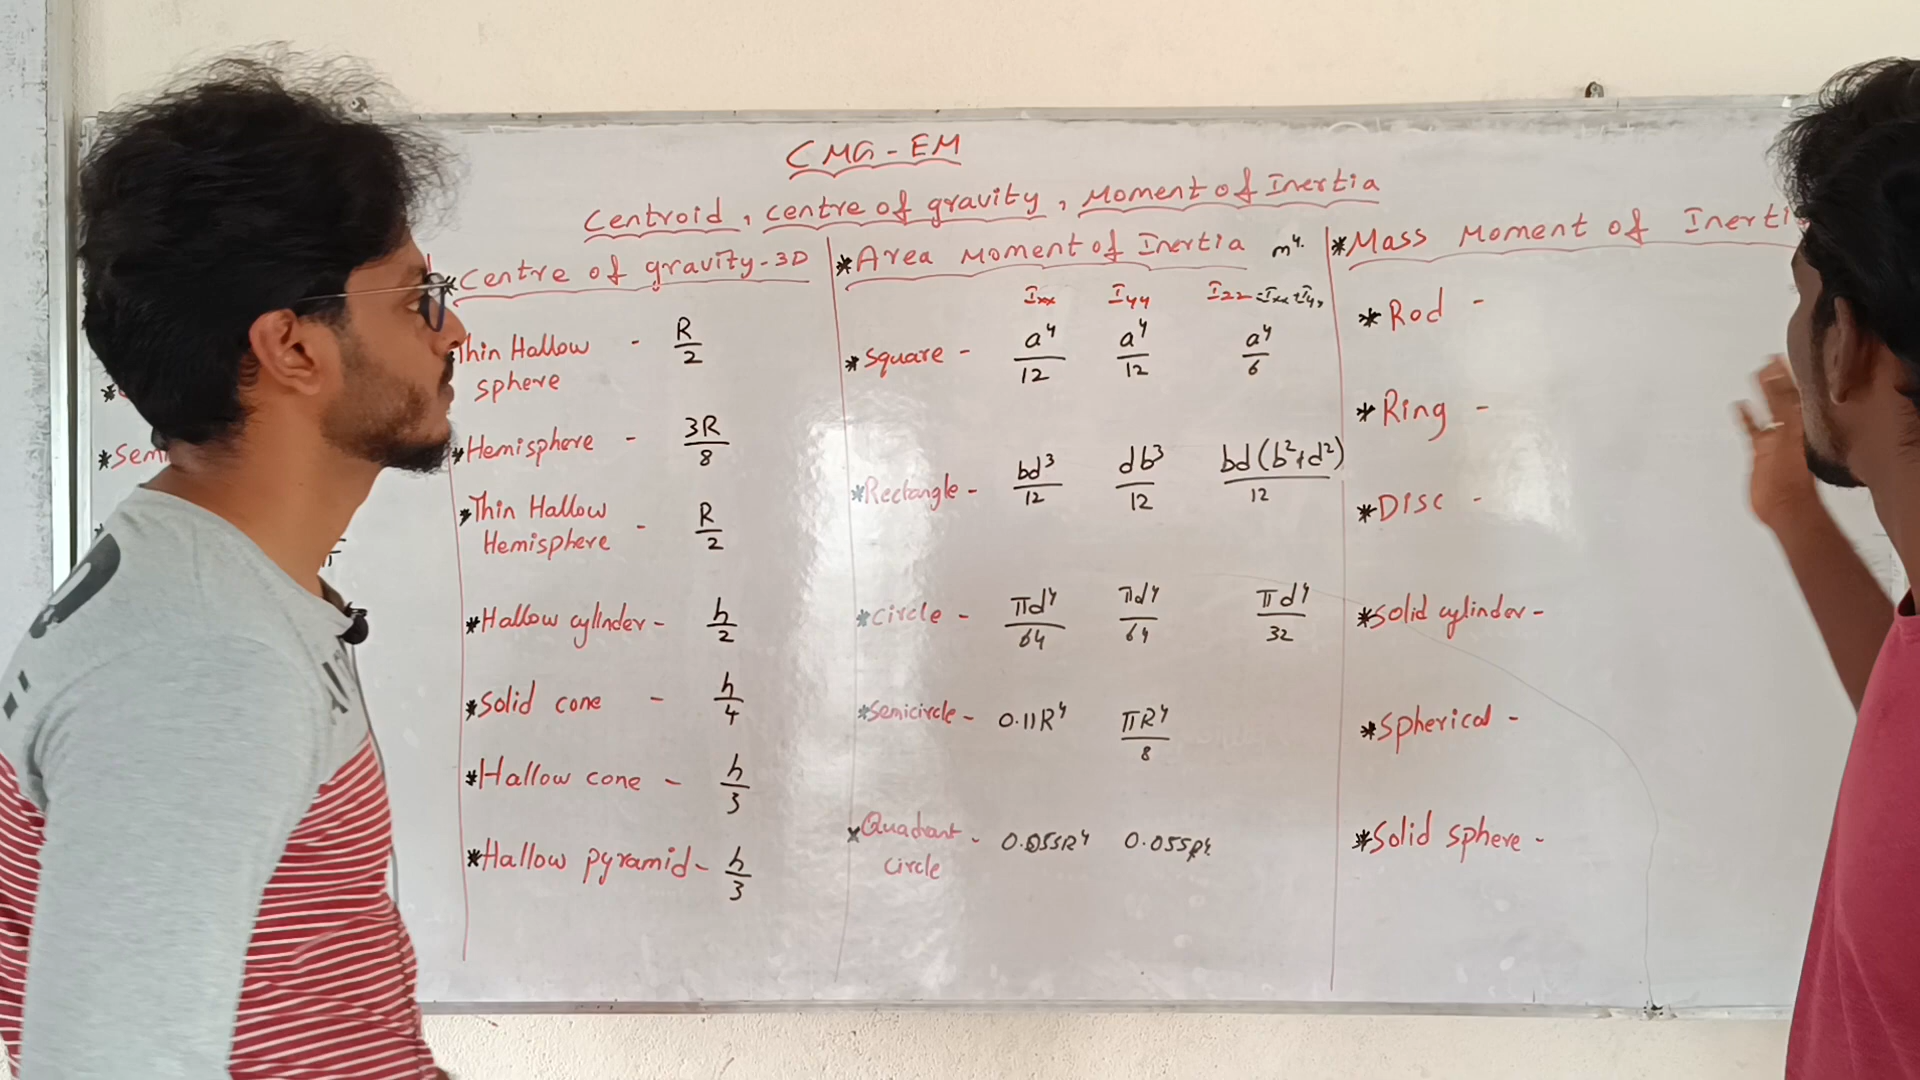 CMG-EM
Centroid, centre of gravity, Moment of Inertia
*Centre of gravity-3D
Thin Hallow sphere - R/2
*Hemisphere - 3R/8
*Thin Hallow Hemisphere - R/2
*Hallow cylinder - h/2
*Solid cone - h/4
*Hallow cone - h/3
*Hallow pyramid - h/3
*Area Moment of Inertia m⁴.
Ixx Iyy Izz=Ixx+Iyy
*Square - a⁴/12 a⁴/12 a⁴/6
*Rectangle - bd³/12 db³/12 bd(b²+d²)/12
*Circle - πd⁴/64 πd⁴/64 πd⁴/32
*Semicircle - 0.11R⁴ πR⁴/8
*Quadrant circle - 0.055R⁴ 0.055R⁴
*Mass Moment of Inerti
*Rod -
*Ring -
*Disc -
*Solid cylinder -
*Spherical -
*Solid sphere -
*Sem